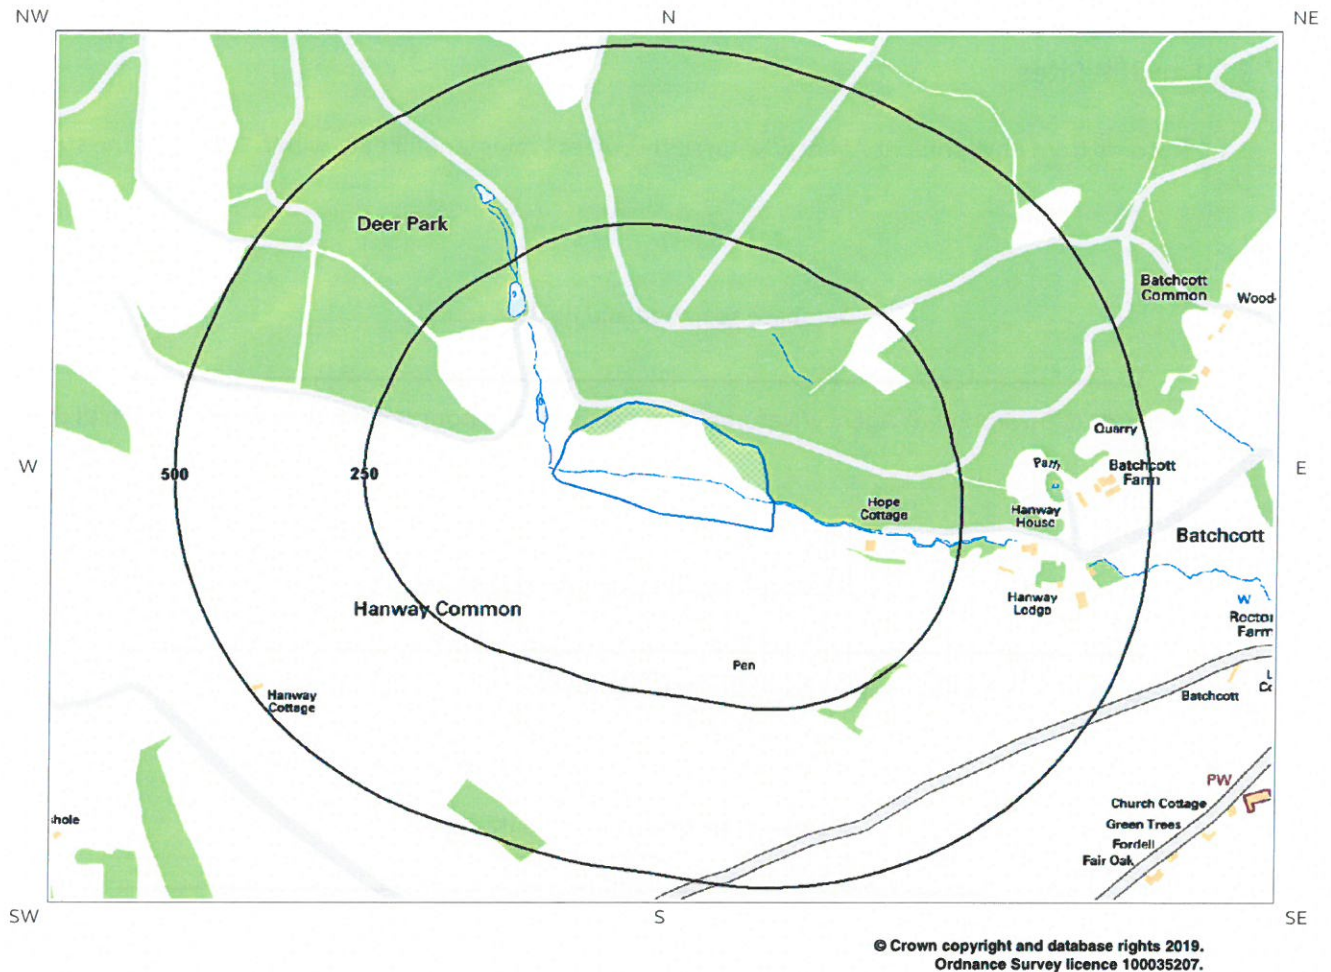 NW
N
NE
Deer Park
Batchcott
Common
Wood-
Quarry
Path
Batchcott
Farm
W
500
250
E
Hope
Cottage
Hanway
House
Batchcott
Hanway Common
Hanway
Lodge
W
Rector
Farm
Pen
Hanway
Cottage
Batchcott
L
Co
PW
Church Cottage
Green Trees
Fordell
Fair Oak
shole
SW
S
SE
© Crown copyright and database rights 2019.
Ordnance Survey licence 100035207.